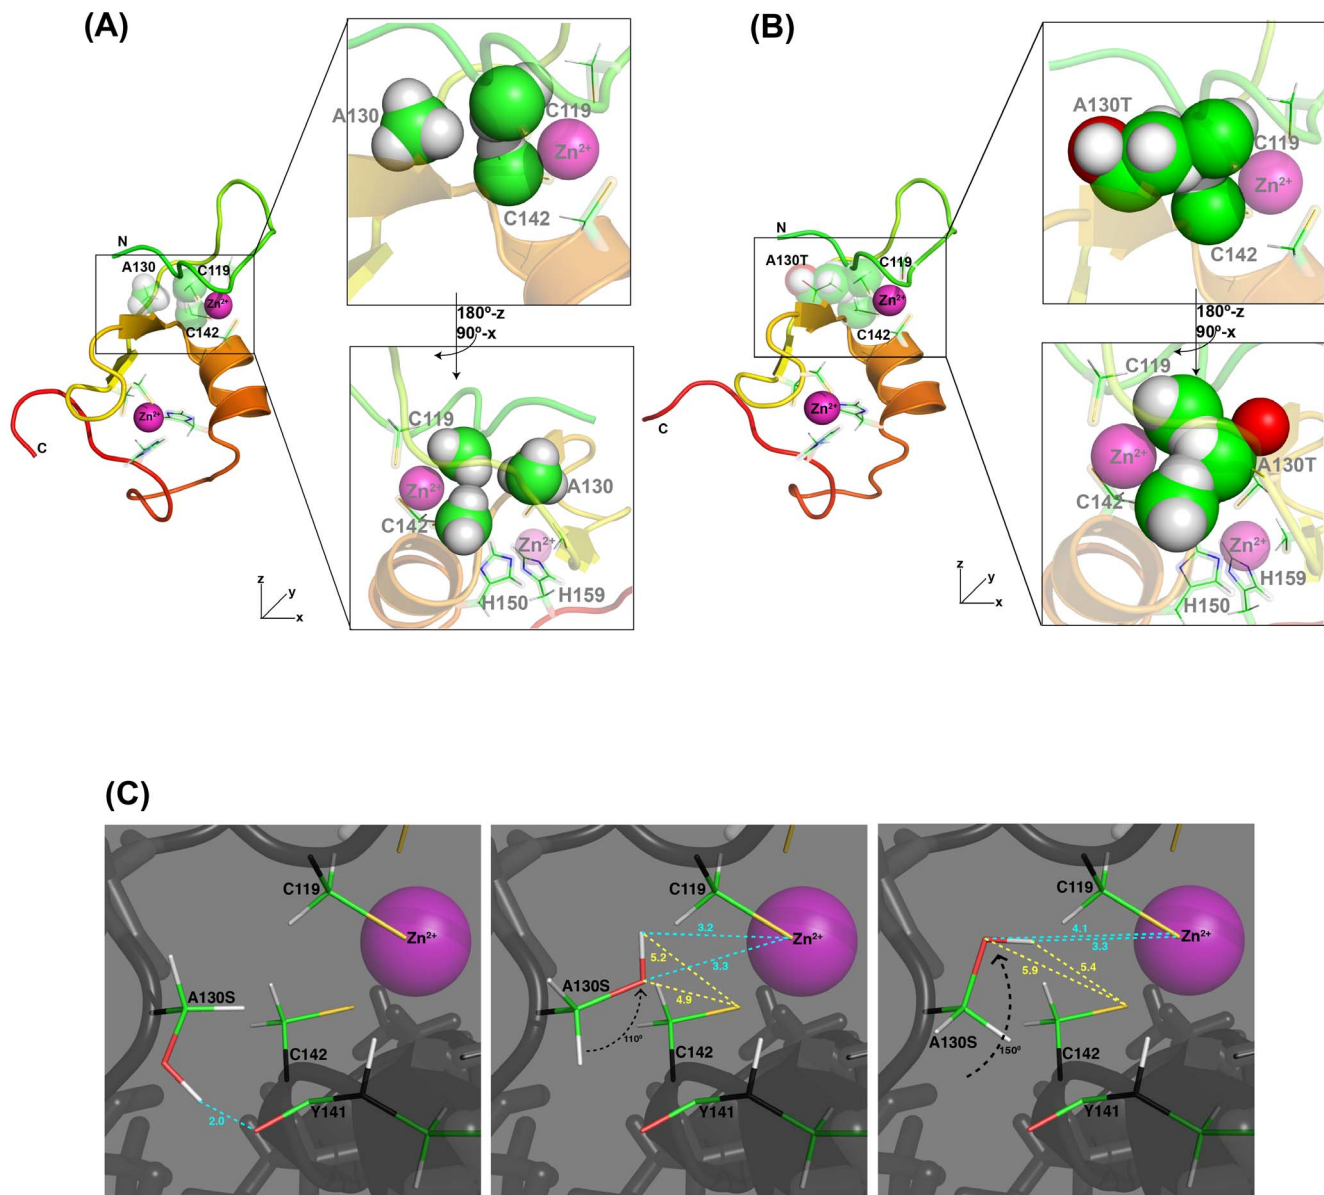 (A)
A130
C119
Zn²⁺
C142
N
A130
C119
Zn²⁺
C142
180º-z
90º-x
Zn²⁺
C
C119
Zn²⁺
A130
C142
Zn²⁺
H150
H159
z
y
x
(B)
A130T
C119
Zn²⁺
C142
N
A130T
C119
Zn²⁺
C142
180º-z
90º-x
Zn²⁺
C
C119
Zn²⁺
A130T
C142
Zn²⁺
H159
H150
z
y
x
(C)
C119
Zn²⁺
A130S
C142
Y141
2.0
C119
3.2
Zn²⁺
5.2
3.3
A130S
4.9
110º
C142
Y141
C119
4.1
Zn²⁺
3.3
5.9
5.4
A130S
150º
C142
Y141